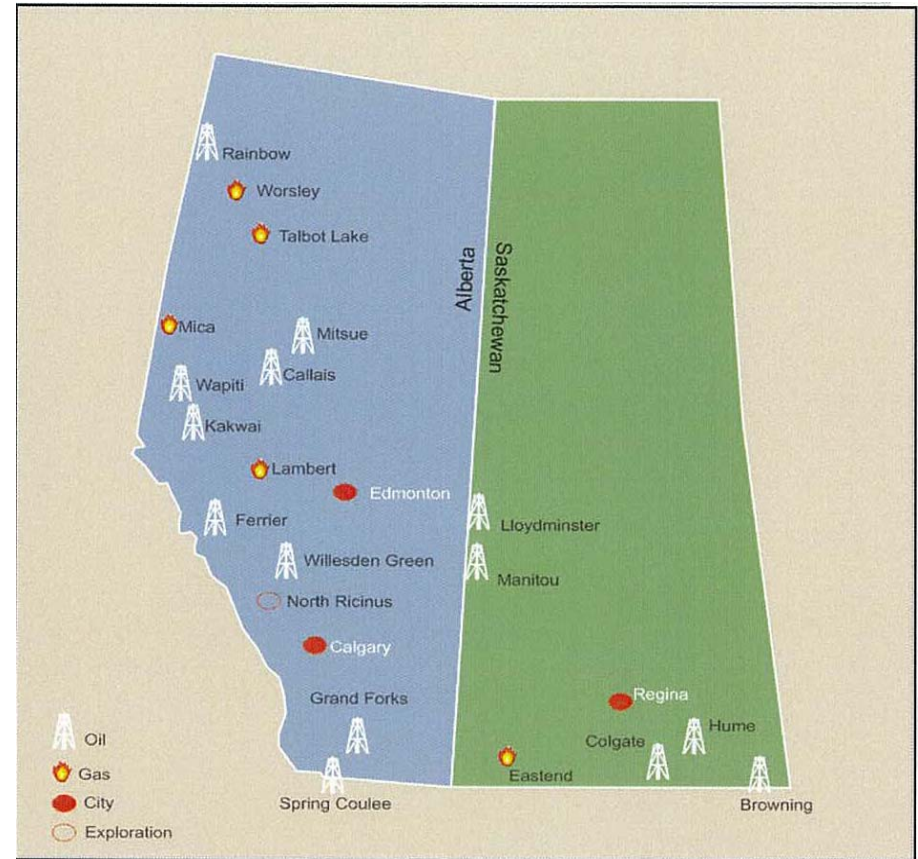 Rainbow
Worsley
Talbot Lake
Alberta
Saskatchewan
Mica
Mitsue
Callais
Wapiti
Kakwai
Lambert
Edmonton
Ferrier
Lloydminster
Willesden Green
Manitou
North Ricinus
Calgary
Grand Forks
Regina
Hume
Colgate
Eastend
Spring Coulee
Browning
Oil
Gas
City
Exploration